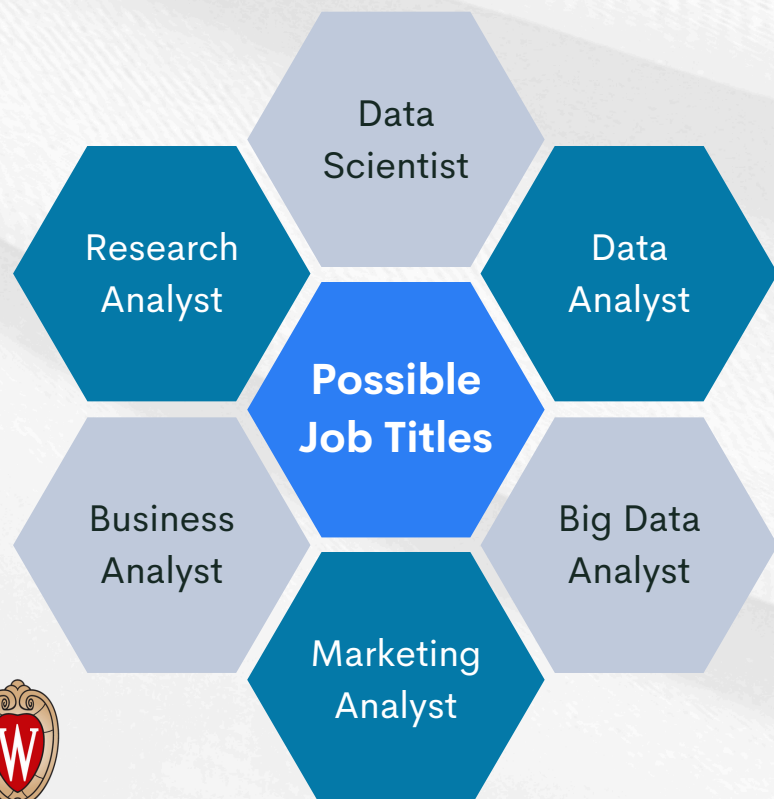 Data
Scientist
Research
Analyst
Data
Analyst
Possible
Job Titles
Business
Analyst
Big Data
Analyst
Marketing
Analyst
W